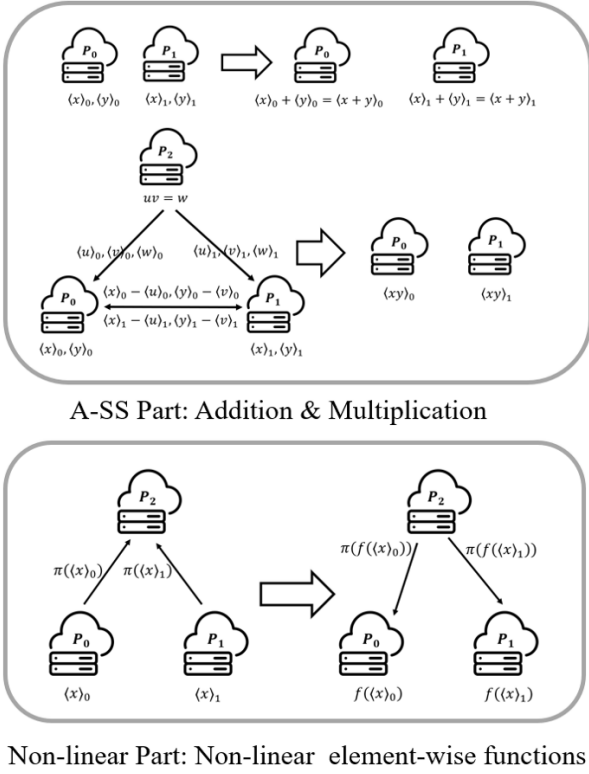 P₀ P₁ P₀ P₁
⟨x⟩₀,⟨y⟩₀ ⟨x⟩₁,⟨y⟩₁ ⟨x⟩₀ + ⟨y⟩₀ = ⟨x + y⟩₀ ⟨x⟩₁ + ⟨y⟩₁ = ⟨x + y⟩₁
P₂
uv = w
⟨u⟩₀,⟨v⟩₀,⟨w⟩₀ ⟨u⟩₁,⟨v⟩₁,⟨w⟩₁
P₀ P₁
⟨xy⟩₀ ⟨xy⟩₁
P₀ ⟨x⟩₀ − ⟨u⟩₀,⟨y⟩₀ − ⟨v⟩₀ P₁
⟨x⟩₁ − ⟨u⟩₁,⟨y⟩₁ − ⟨v⟩₁
⟨x⟩₀,⟨y⟩₀ ⟨x⟩₁,⟨y⟩₁
A-SS Part: Addition & Multiplication
P₂ P₂
π(⟨x⟩₀) π(⟨x⟩₁) π(f(⟨x⟩₀)) π(f(⟨x⟩₁))
P₀ P₁ P₀ P₁
⟨x⟩₀ ⟨x⟩₁ f(⟨x⟩₀) f(⟨x⟩₁)
Non-linear Part: Non-linear element-wise functions